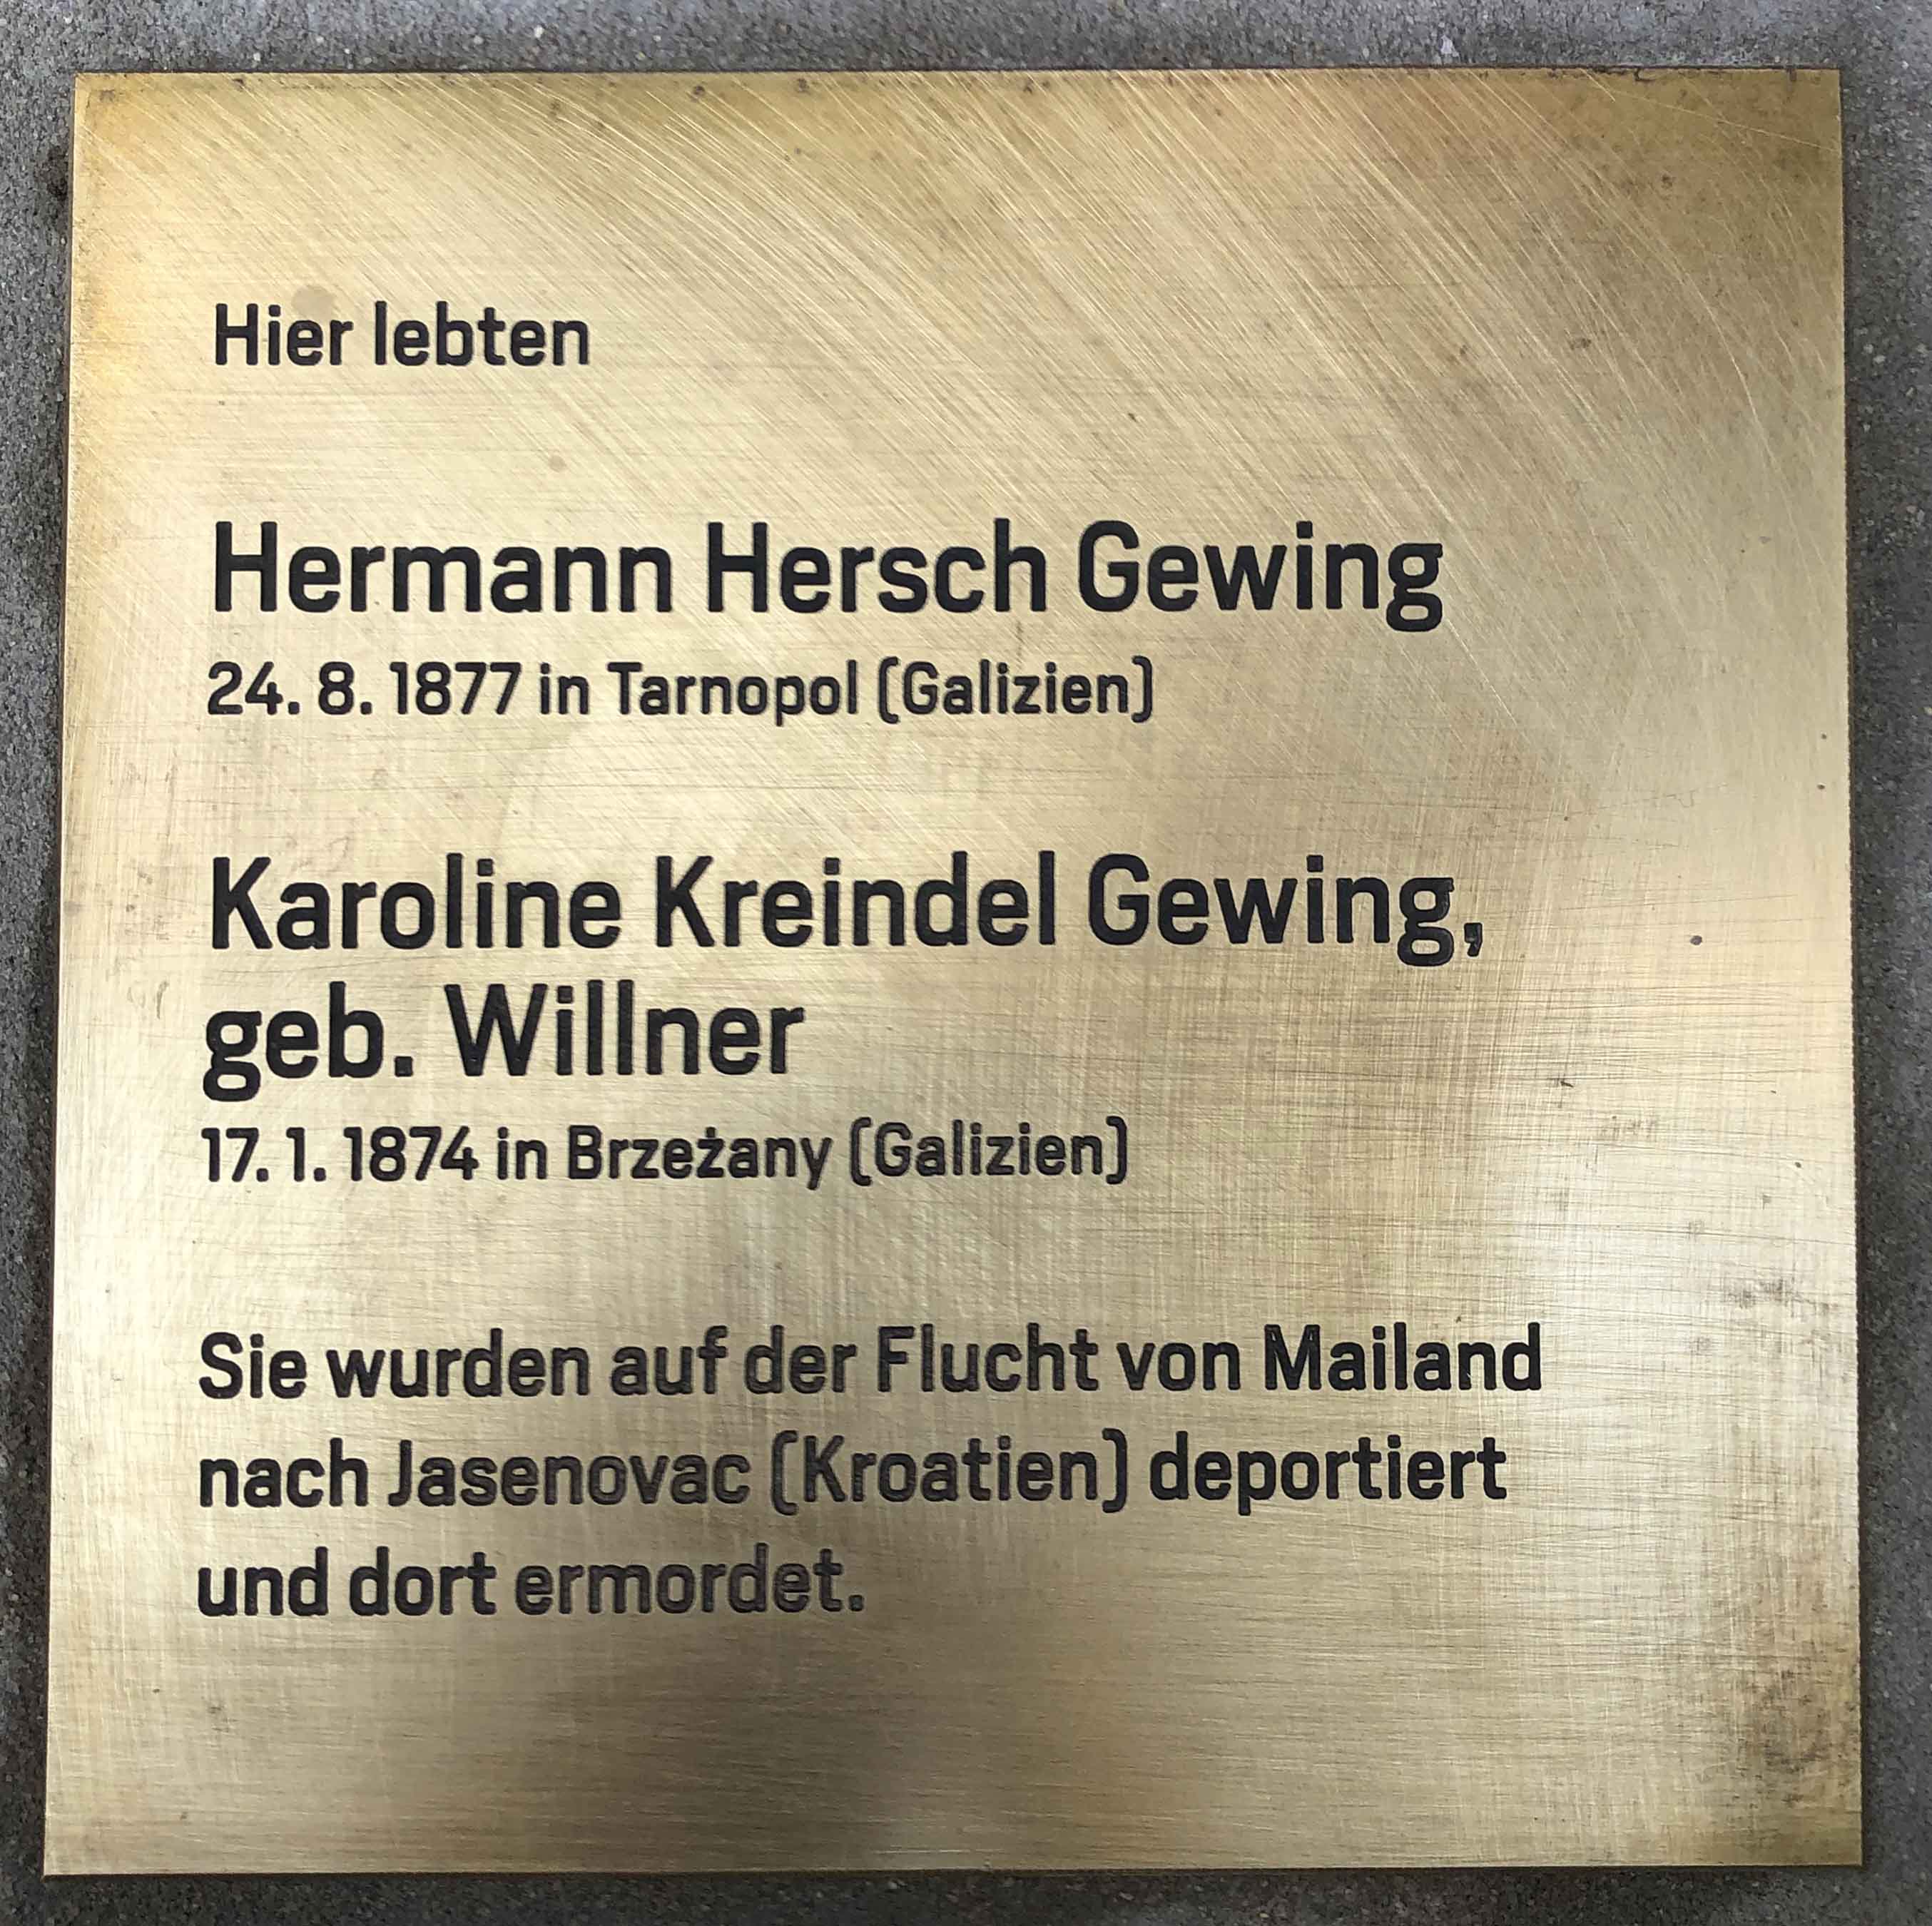 Hier lebten
Hermann Hersch Gewing
24. 8. 1877 in Tarnopol (Galizien)
Karoline Kreindel Gewing,
geb. Willner
17. 1. 1874 in Brzeżany (Galizien)
Sie wurden auf der Flucht von Mailand
nach Jasenovac (Kroatien) deportiert
und dort ermordet.